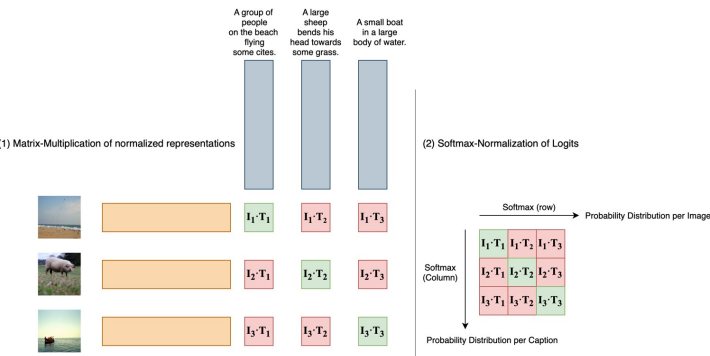 A group of
people
on the beach
flying
some cites.
A large
sheep
bends his
head towards
some grass.
A small boat
in a large
body of water.
(1) Matrix-Multiplication of normalized representations
I₁·T₁ I₁·T₂ I₁·T₃
I₂·T₁ I₂·T₂ I₂·T₃
I₃·T₁ I₃·T₂ I₃·T₃
(2) Softmax-Normalization of Logits
Softmax (row)
Probability Distribution per Image
Softmax
(Column)
I₁·T₁ I₁·T₂ I₁·T₃
I₂·T₁ I₂·T₂ I₂·T₃
I₃·T₁ I₃·T₂ I₃·T₃
Probability Distribution per Caption